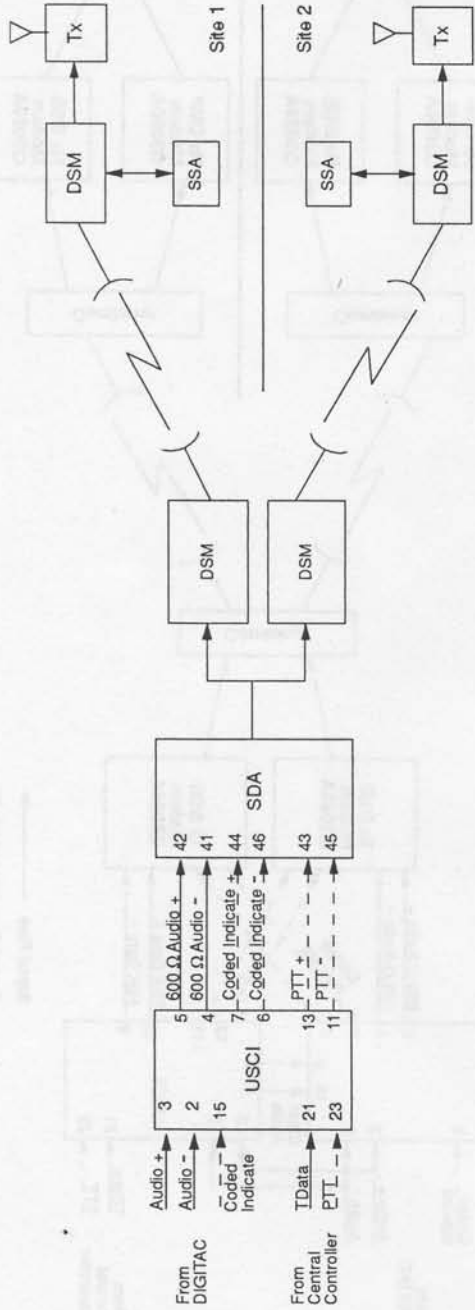 From
DIGITAC
Audio +
3
Audio -
2
Coded
Indicate
15
From
Central
Controller
TData
21
PTT
23
USCI
5
600 Ω Audio +
42
4
600 Ω Audio -
41
7
Coded Indicate +
44
6
Coded Indicate -
46
13
PTT +
43
11
PTT -
45
SDA
DSM
DSM
DSM
Tx
SSA
Site 1
Site 2
SSA
DSM
Tx